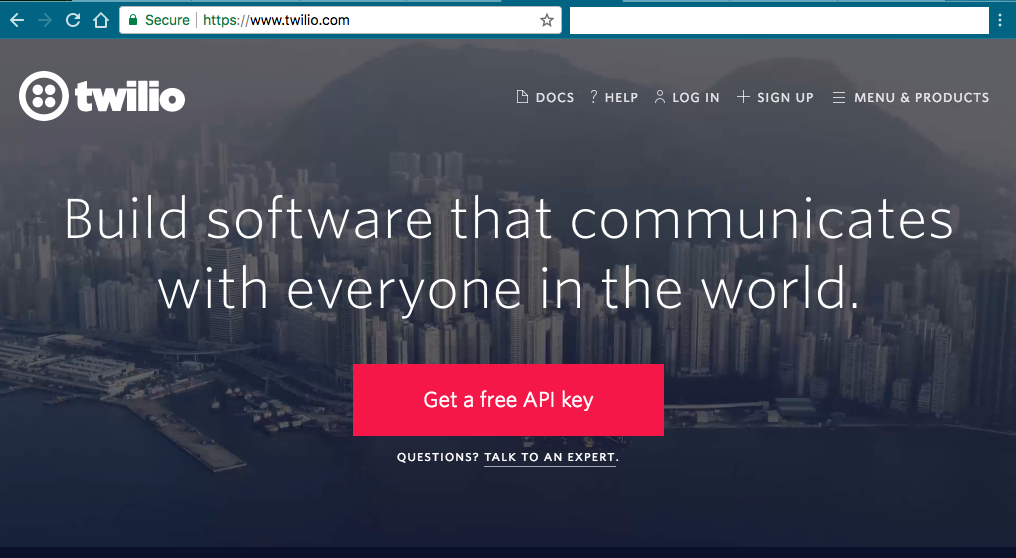 Secure https://www.twilio.com
twilio
DOCS ? HELP LOG IN SIGN UP MENU & PRODUCTS
Build software that communicates
with everyone in the world.
Get a free API key
QUESTIONS? TALK TO AN EXPERT.